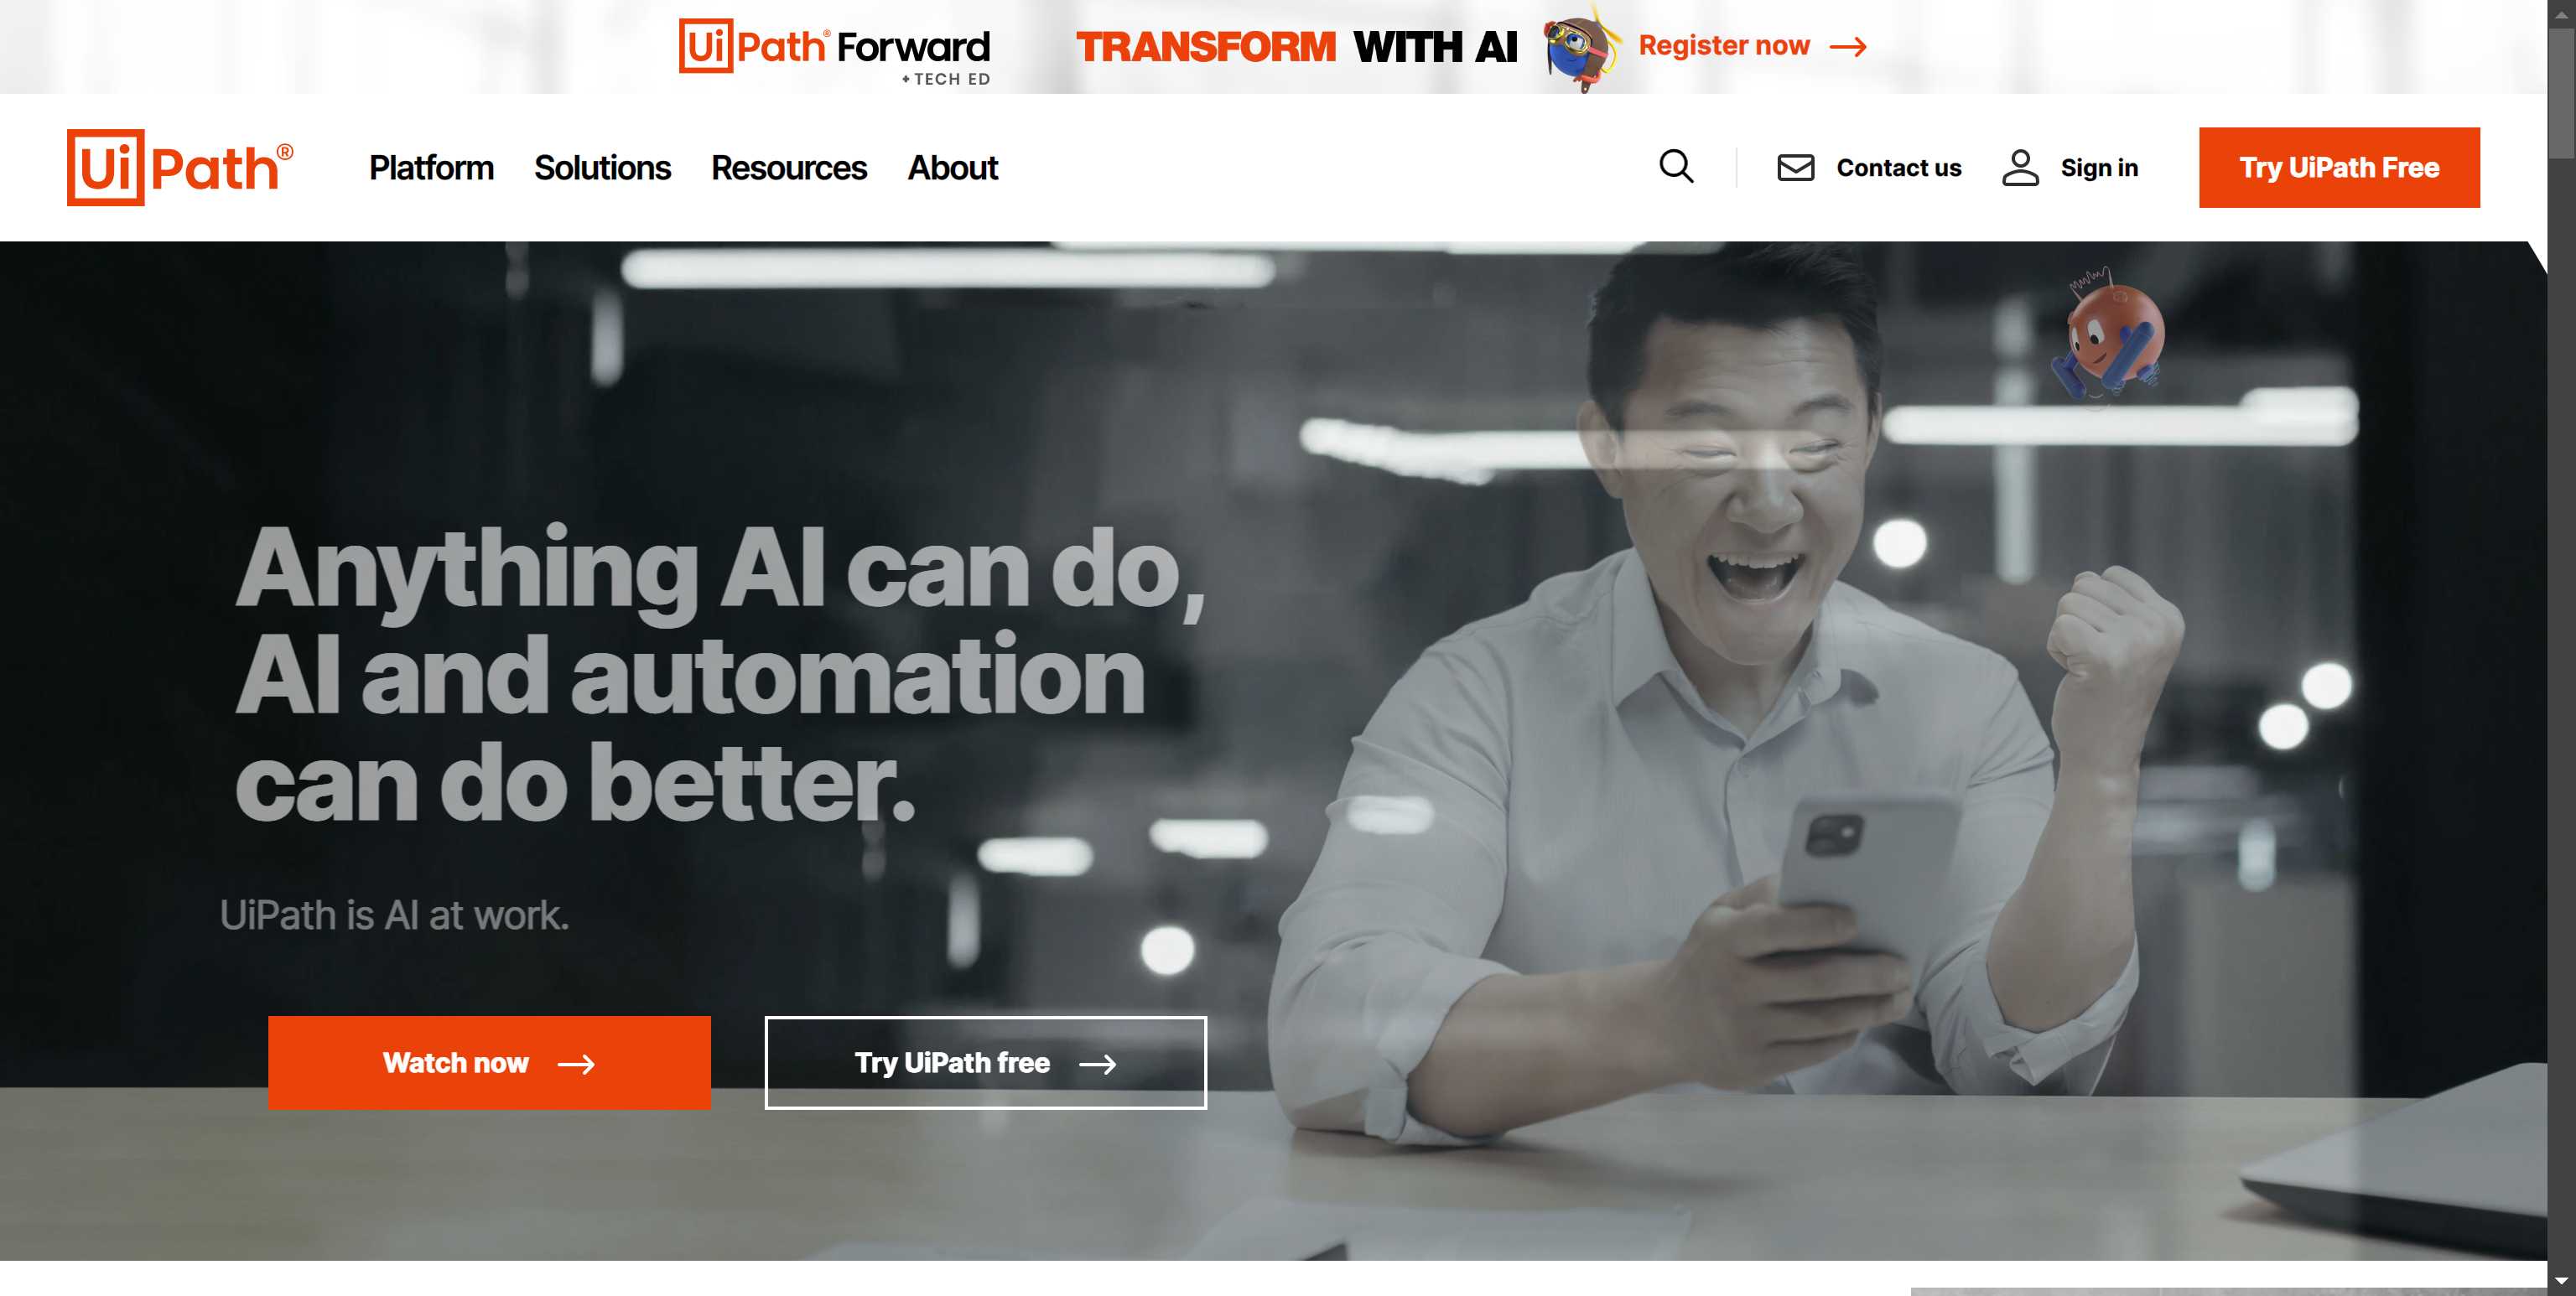 UiPath® Forward
+ TECH ED
TRANSFORM WITH AI
Register now
UiPath®
Platform
Solutions
Resources
About
Contact us
Sign in
Try UiPath Free
Anything AI can do,
AI and automation
can do better.
UiPath is AI at work.
Watch now
Try UiPath free